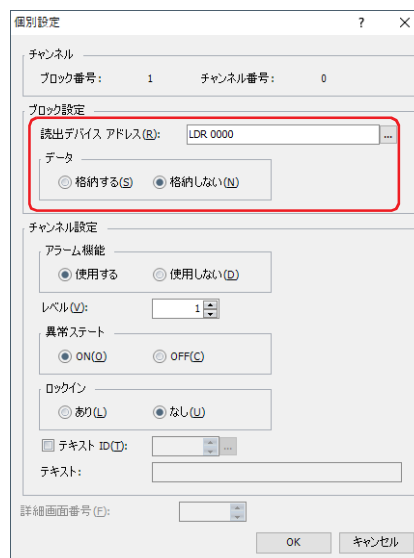 個別設定 ? ×
チャンネル
ブロック番号: 1 チャンネル番号: 0
ブロック設定
読出デバイス アドレス(R): LDR 0000 ...
データ
格納する(S) 格納しない(N)
チャンネル設定
アラーム機能
使用する 使用しない(D)
レベル(V): 1
異常ステート
ON(O) OFF(C)
ロックイン
あり(L) なし(U)
テキスト ID(T): ...
テキスト:
詳細画面番号(F):
OK キャンセル